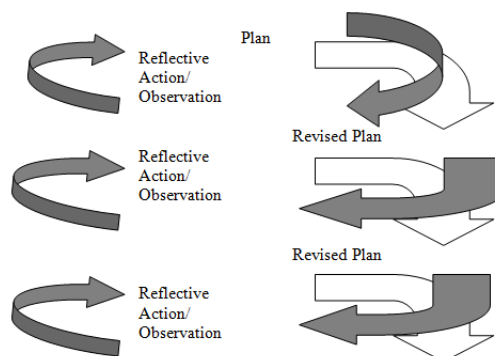 Plan
Reflective
Action/
Observation
Revised Plan
Reflective
Action/
Observation
Revised Plan
Reflective
Action/
Observation